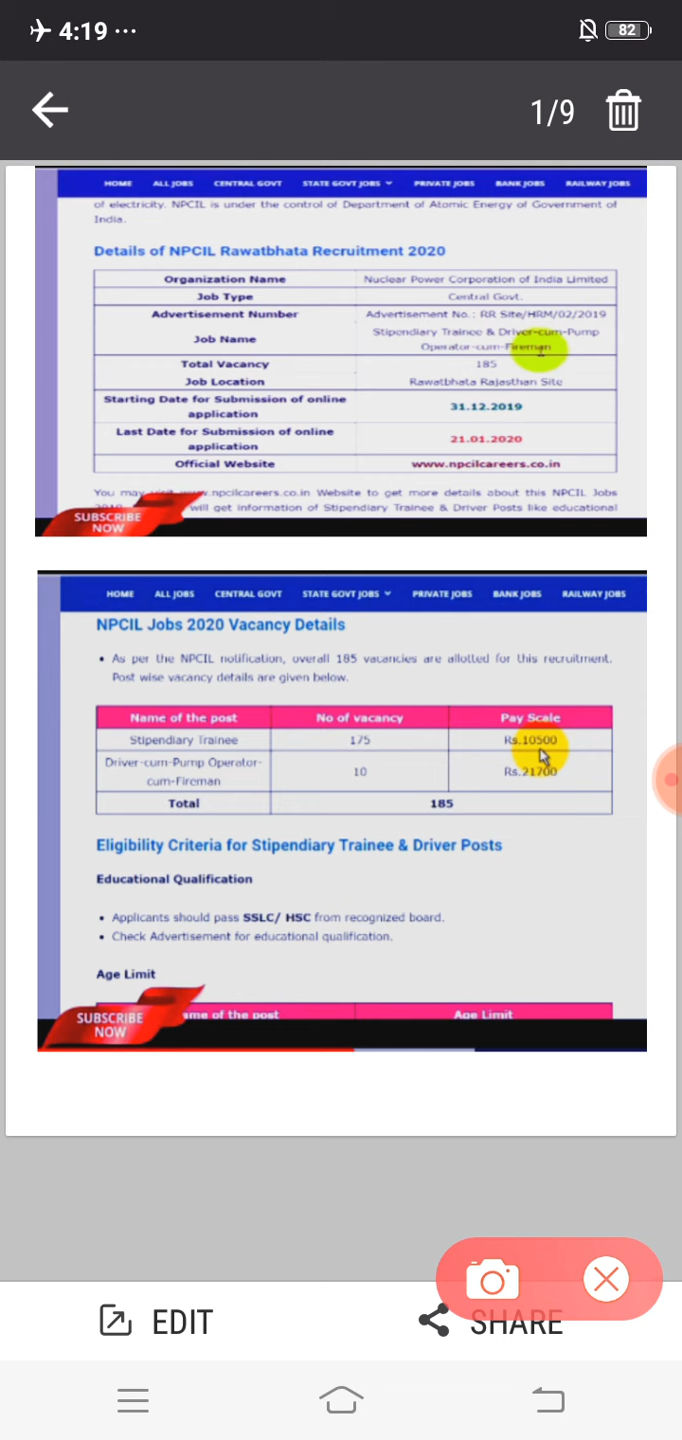 4:19 ...
82
1/9
HOME ALL JOBS CENTRAL GOVT STATE GOVT JOBS PRIVATE JOBS BANK JOBS RAILWAY JOBS
of electricity. NPCIL is under the control of Department of Atomic Energy of Government of
India.
Details of NPCIL Rawatbhata Recruitment 2020
Organization Name Nuclear Power Corporation of India Limited
Job Type Central Govt.
Advertisement Number Advertisement No.: RR Site/HRM/02/2019
Job Name Stipendiary Trainee & Driver-cum-Pump
Operator-cum-Fireman
Total Vacancy 185
Job Location Rawatbhata Rajasthan Site
Starting Date for Submission of online
application 31.12.2019
Last Date for Submission of online
application 21.01.2020
Official Website www.npcilcareers.co.in
You may .npcilcareers.co.in Website to get more details about this NPCIL Jobs
will get information of Stipendiary Trainee & Driver Posts like educational
SUBSCRIBE
NOW
HOME ALL JOBS CENTRAL GOVT STATE GOVT JOBS PRIVATE JOBS BANK JOBS RAILWAY JOBS
NPCIL Jobs 2020 Vacancy Details
• As per the NPCIL notification, overall 185 vacancies are allotted for this recruitment.
Post wise vacancy details are given below.
Name of the post No of vacancy Pay Scale
Stipendiary Trainee 175 Rs.10500
Driver-cum-Pump Operator-
cum-Fireman 10 Rs.21700
Total 185
Eligibility Criteria for Stipendiary Trainee & Driver Posts
Educational Qualification
• Applicants should pass SSLC/ HSC from recognized board.
• Check Advertisement for educational qualification.
Age Limit
ame of the post Age Limit
SUBSCRIBE
NOW
EDIT SHARE